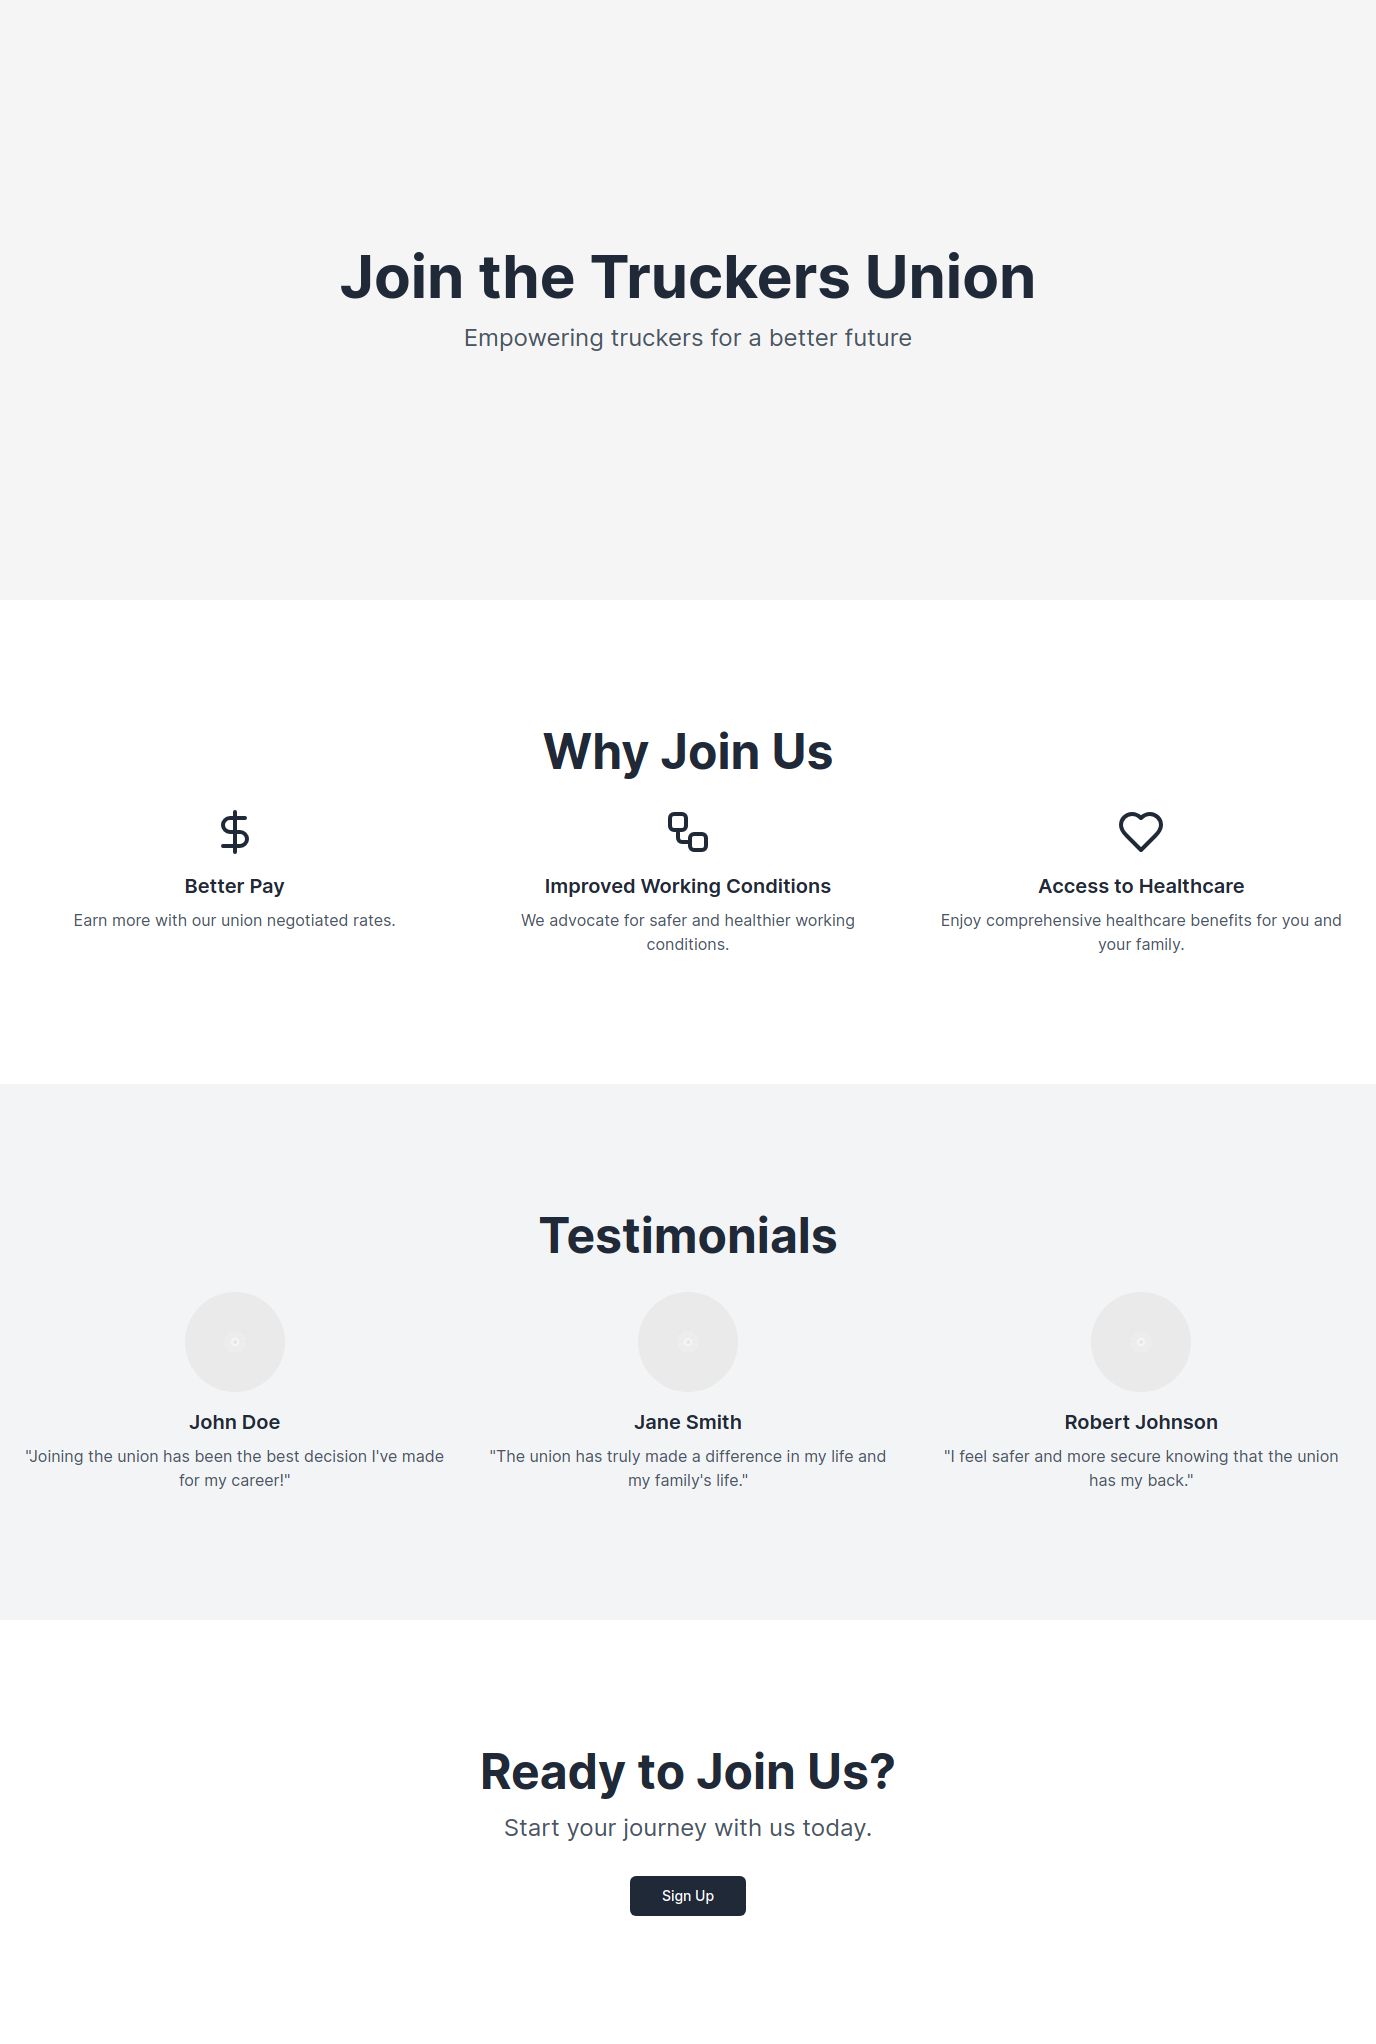 Join the Truckers Union
Empowering truckers for a better future
Why Join Us
Better Pay
Earn more with our union negotiated rates.
Improved Working Conditions
We advocate for safer and healthier working
conditions.
Access to Healthcare
Enjoy comprehensive healthcare benefits for you and
your family.
Testimonials
John Doe
"Joining the union has been the best decision I've made
for my career!"
Jane Smith
"The union has truly made a difference in my life and
my family's life."
Robert Johnson
"I feel safer and more secure knowing that the union
has my back."
Ready to Join Us?
Start your journey with us today.
Sign Up